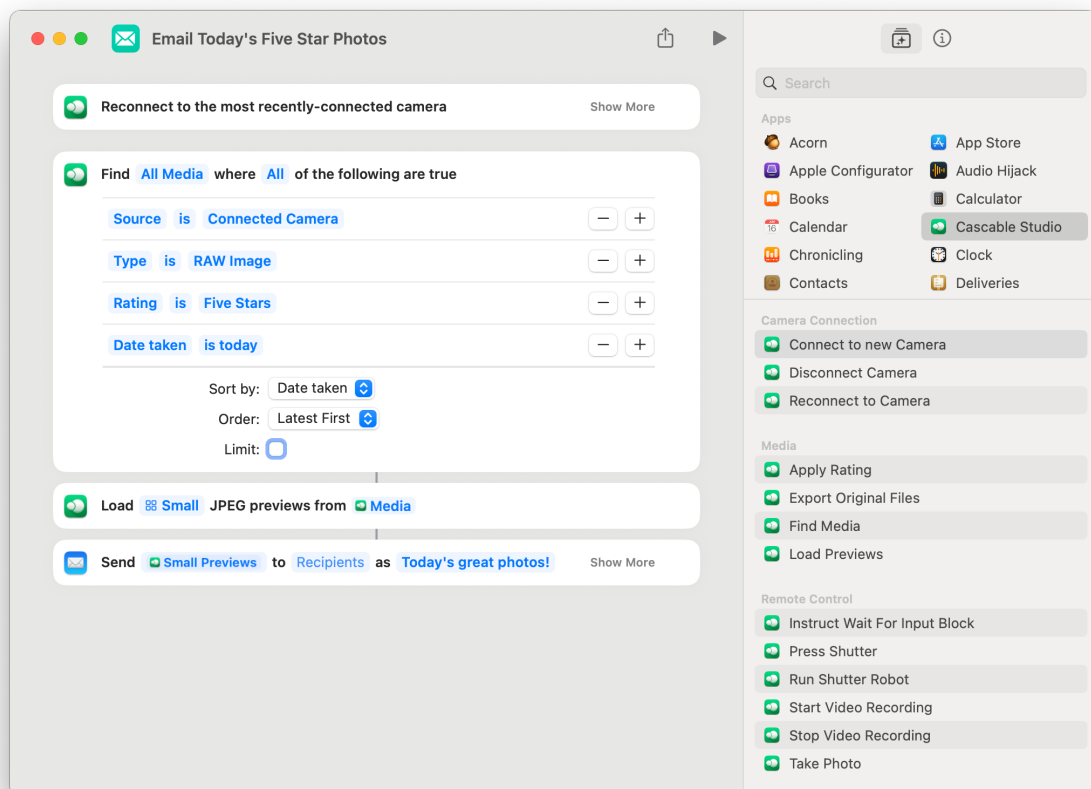 Email Today's Five Star Photos
Reconnect to the most recently-connected camera Show More
Find All Media where All of the following are true
Source is Connected Camera
Type is RAW Image
Rating is Five Stars
Date taken is today
Sort by: Date taken
Order: Latest First
Limit:
Load Small JPEG previews from Media
Send Small Previews to Recipients as Today's great photos! Show More
Search
Apps
Acorn App Store
Apple Configurator Audio Hijack
Books Calculator
16 Calendar Cascable Studio
Chronicling Clock
Contacts Deliveries
Camera Connection
Connect to new Camera
Disconnect Camera
Reconnect to Camera
Media
Apply Rating
Export Original Files
Find Media
Load Previews
Remote Control
Instruct Wait For Input Block
Press Shutter
Run Shutter Robot
Start Video Recording
Stop Video Recording
Take Photo